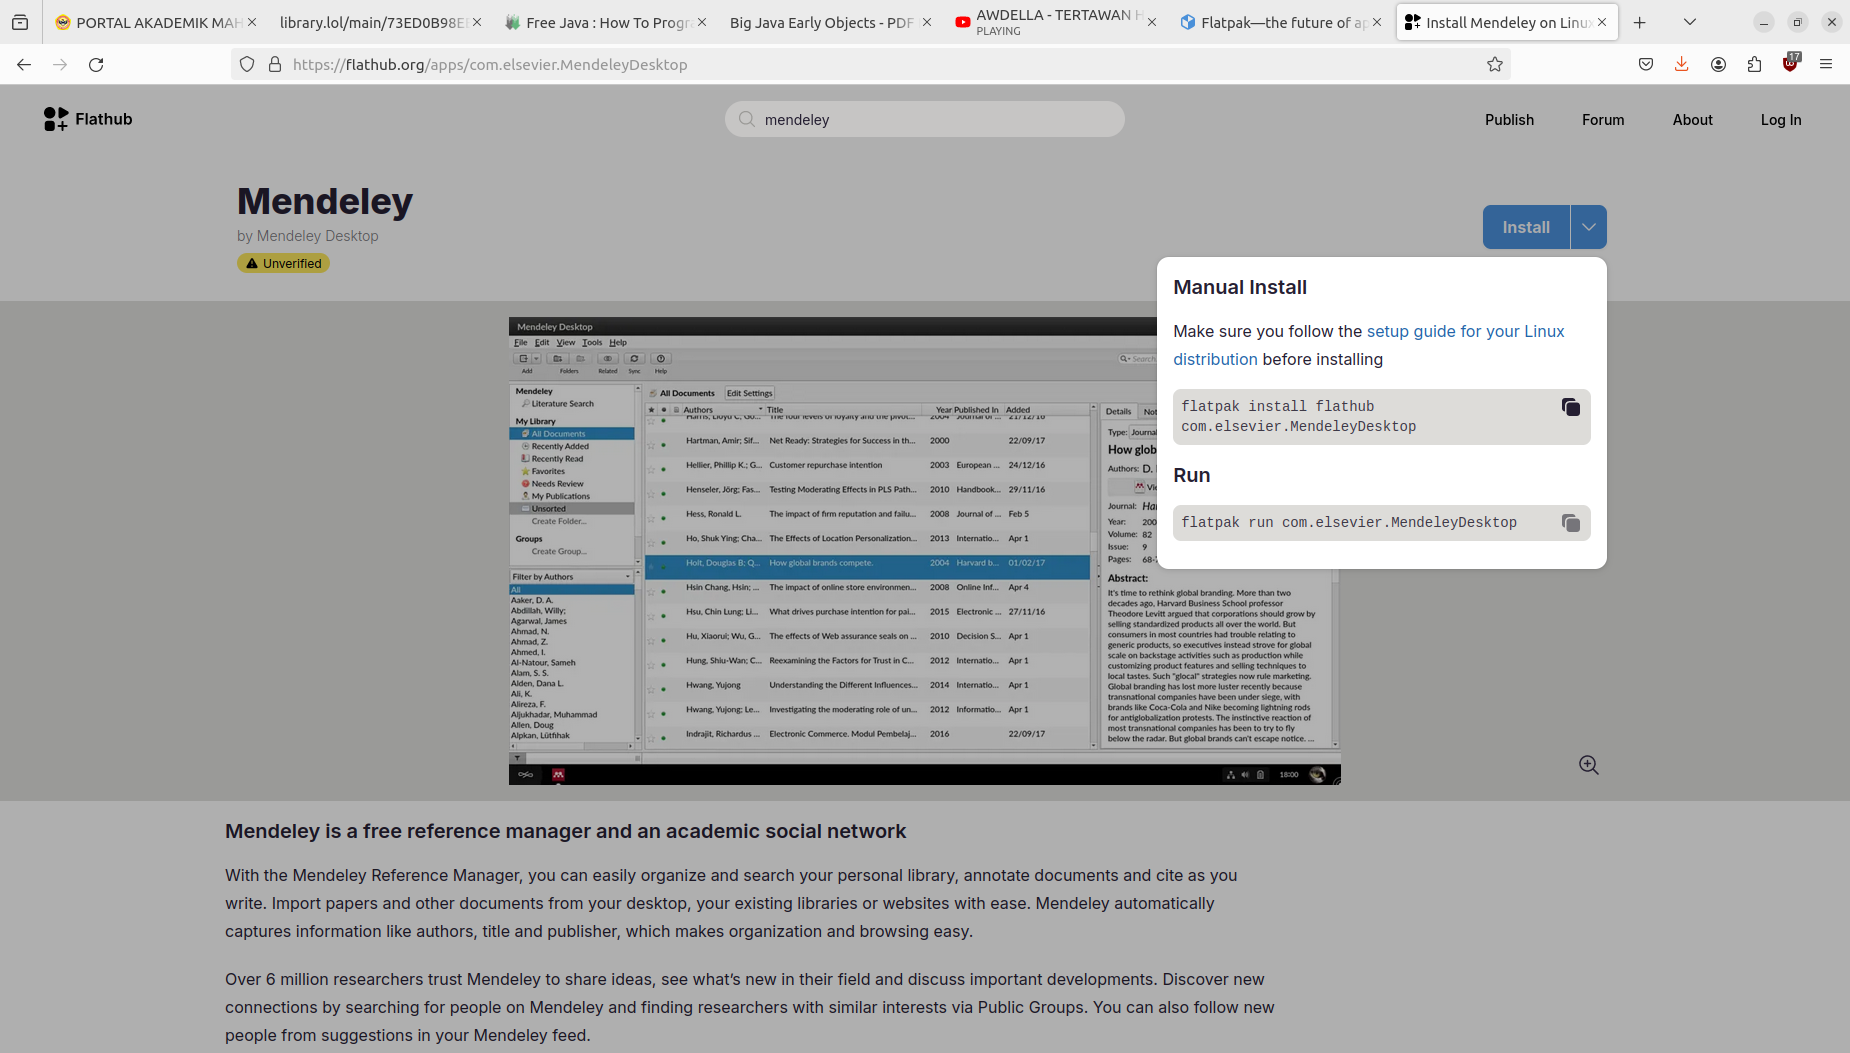 PORTAL AKADEMIK MAH
library.lol/main/73ED0B98E
Free Java : How To Progra
Big Java Early Objects - PDF
AWDELLA - TERTAWAN H
PLAYING
Flatpak—the future of ap
Install Mendeley on Linux
https://flathub.org/apps/com.elsevier.MendeleyDesktop
17
Flathub
mendeley
Publish
Forum
About
Log In
Mendeley
by Mendeley Desktop
Unverified
Install
Manual Install
Make sure you follow the setup guide for your Linux
distribution before installing
flatpak install flathub
com.elsevier.MendeleyDesktop
Run
flatpak run com.elsevier.MendeleyDesktop
Mendeley Desktop
File Edit View Tools Help
Add Folders Related Sync Help
Search
Mendeley
Literature Search
My Library
All Documents
Recently Added
Recently Read
Favorites
Needs Review
My Publications
Unsorted
Create Folder...
Groups
Create Group...
Filter by Authors
All
Aaker, D. A.
Abdillah, Willy;
Agarwal, James
Ahmad, N.
Ahmad, Z.
Ahmed, I.
Al-Natour, Sameh
Alam, S. S.
Alden, Dana L.
Ali, K.
Alireza, F.
Aljukhadar, Muhammad
Allen, Doug
Alpkan, Lütfihak
All Documents Edit Settings
Authors Title Year Published In Added
Harris, Lloyd C; Go... The four levels of loyalty and the pivot... 2004 Journal of ... 21/12/16
Hartman, Amir; Sif... Net Ready: Strategies for Success in th... 2000 22/09/17
Hellier, Phillip K.; G... Customer repurchase intention 2003 European ... 24/12/16
Henseler, Jörg; Fas... Testing Moderating Effects in PLS Path... 2010 Handbook... 29/11/16
Hess, Ronald L. The impact of firm reputation and failu... 2008 Journal of ... Feb 5
Ho, Shuk Ying; Cha... The Effects of Location Personalization... 2013 Internatio... Apr 1
Holt, Douglas B; Q... How global brands compete. 2004 Harvard b... 01/02/17
Hsin Chang, Hsin; ... The impact of online store environmen... 2008 Online Inf... Apr 4
Hsu, Chin Lung; Li... What drives purchase intention for pai... 2015 Electronic ... 27/11/16
Hu, Xiaorui; Wu, G... The effects of Web assurance seals on ... 2010 Decision S... Apr 1
Hung, Shiu-Wan; C... Reexamining the Factors for Trust in C... 2012 Internatio... Apr 1
Hwang, Yujong Understanding the Different Influences... 2014 Internatio... Apr 1
Hwang, Yujong; Le... Investigating the moderating role of un... 2012 Informatio... Apr 1
Indrajit, Richardus ... Electronic Commerce. Modul Pembelaj... 2016 22/09/17
Details Not
Type: Journal
How glob
Authors: D.
Vie
Journal: Har
Year: 200
Volume: 82
Issue: 9
Pages: 68-7
Abstract:
It's time to rethink global branding. More than two
decades ago, Harvard Business School professor
Theodore Levitt argued that corporations should grow by
selling standardized products all over the world. But
consumers in most countries had trouble relating to
generic products, so executives instead strove for global
scale on backstage activities such as production while
customizing product features and selling techniques to
local tastes. Such "glocal" strategies now rule marketing.
Global branding has lost more luster recently because
transnational companies have been under siege, with
brands like Coca-Cola and Nike becoming lightning rods
for antiglobalization protests. The instinctive reaction of
most transnational companies has been to try to fly
below the radar. But global brands can't escape notice. ...
18:00
Mendeley is a free reference manager and an academic social network
With the Mendeley Reference Manager, you can easily organize and search your personal library, annotate documents and cite as you
write. Import papers and other documents from your desktop, your existing libraries or websites with ease. Mendeley automatically
captures information like authors, title and publisher, which makes organization and browsing easy.
Over 6 million researchers trust Mendeley to share ideas, see what's new in their field and discuss important developments. Discover new
connections by searching for people on Mendeley and finding researchers with similar interests via Public Groups. You can also follow new
people from suggestions in your Mendeley feed.